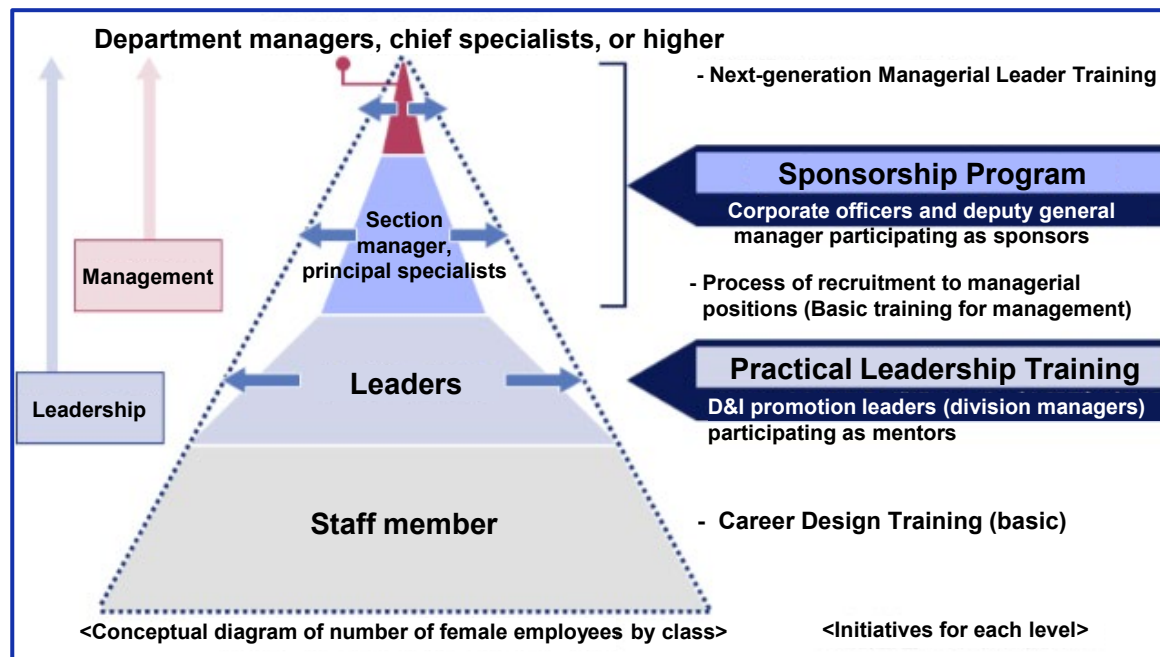 Department managers, chief specialists, or higher
- Next-generation Managerial Leader Training
Sponsorship Program
Corporate officers and deputy general
manager participating as sponsors
Section
manager,
principal specialists
Management
- Process of recruitment to managerial
positions (Basic training for management)
Practical Leadership Training
D&I promotion leaders (division managers)
participating as mentors
Leaders
Leadership
Staff member
- Career Design Training (basic)
<Conceptual diagram of number of female employees by class>
<Initiatives for each level>